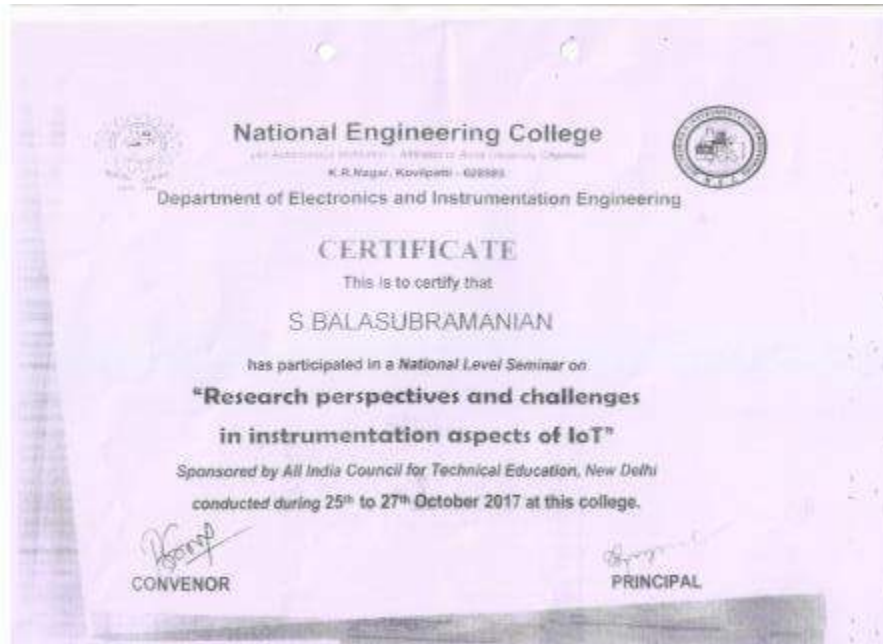 National Engineering College
K.R.Nagar, Kovilpatti - 628503
Department of Electronics and Instrumentation Engineering
CERTIFICATE
This is to certify that
S.BALASUBRAMANIAN
has participated in a National Level Seminar on
"Research perspectives and challenges
in instrumentation aspects of IoT"
Sponsored by All India Council for Technical Education, New Delhi
conducted during 25th to 27th October 2017 at this college.
CONVENOR
PRINCIPAL